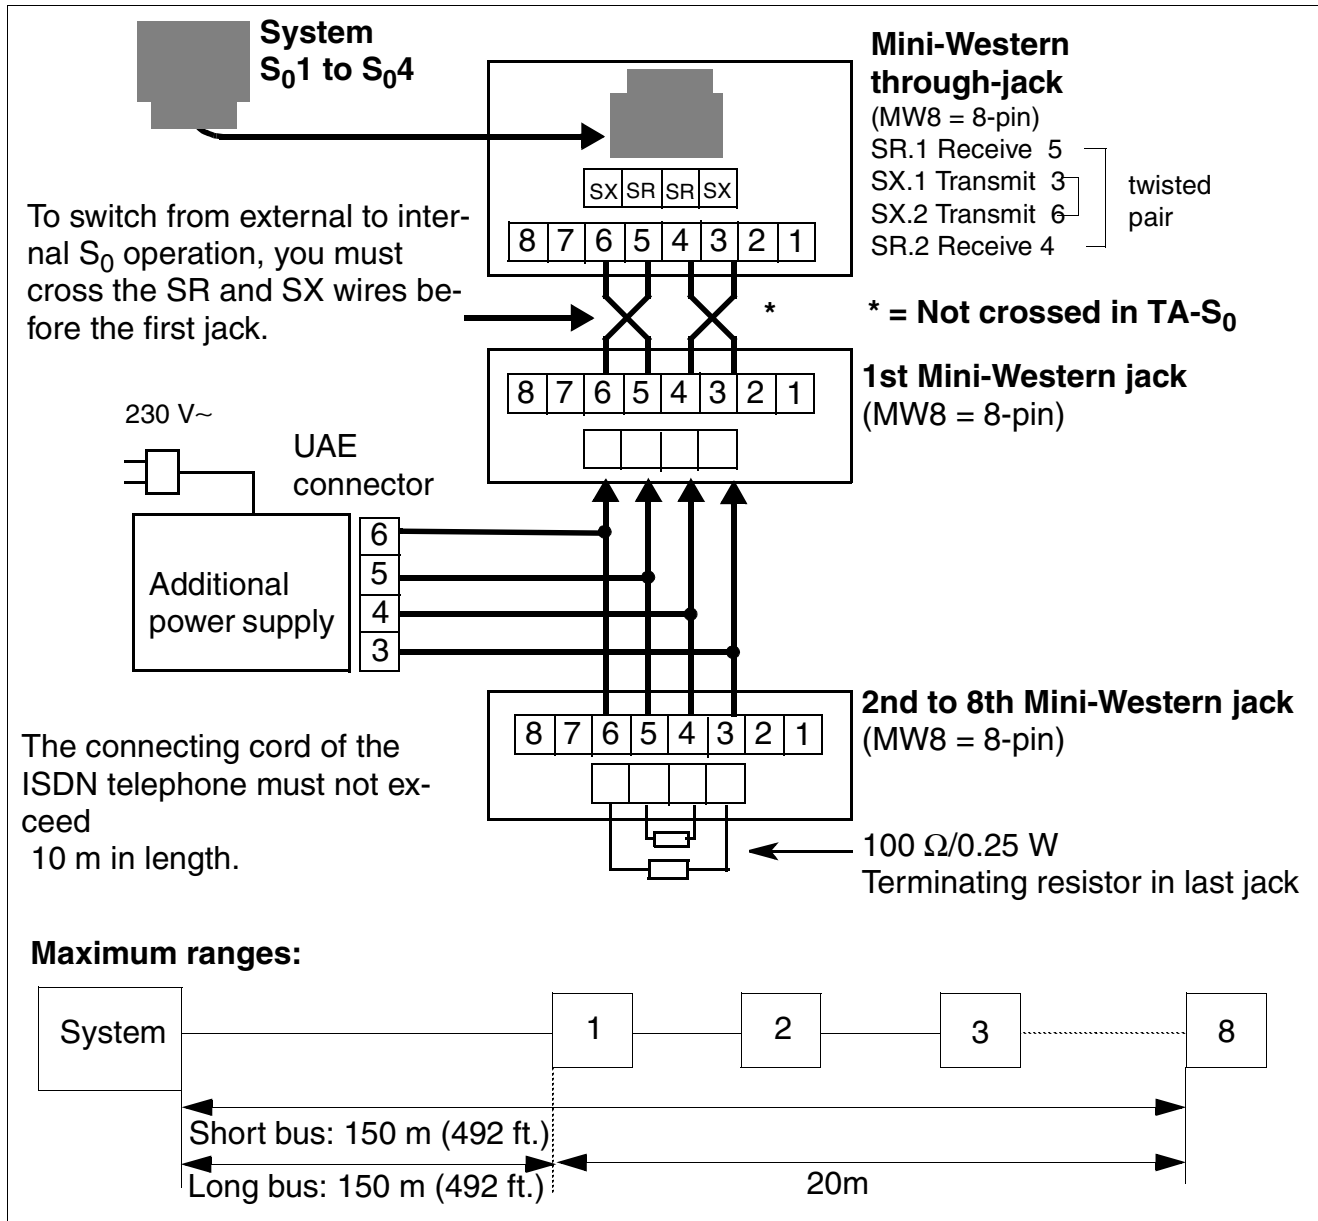 System
S₀1 to S₀4
Mini-Western
through-jack
(MW8 = 8-pin)
SR.1 Receive 5
SX.1 Transmit 3
SX.2 Transmit 6
SR.2 Receive 4
twisted
pair
SX SR SR SX
8 7 6 5 4 3 2 1
To switch from external to inter-
nal S₀ operation, you must
cross the SR and SX wires be-
fore the first jack.
*
* = Not crossed in TA-S₀
8 7 6 5 4 3 2 1
1st Mini-Western jack
(MW8 = 8-pin)
230 V~
UAE
connector
Additional
power supply
6
5
4
3
8 7 6 5 4 3 2 1
2nd to 8th Mini-Western jack
(MW8 = 8-pin)
The connecting cord of the
ISDN telephone must not ex-
ceed
10 m in length.
100 Ω/0.25 W
Terminating resistor in last jack
Maximum ranges:
System 1 2 3 8
Short bus: 150 m (492 ft.)
Long bus: 150 m (492 ft.)
20m